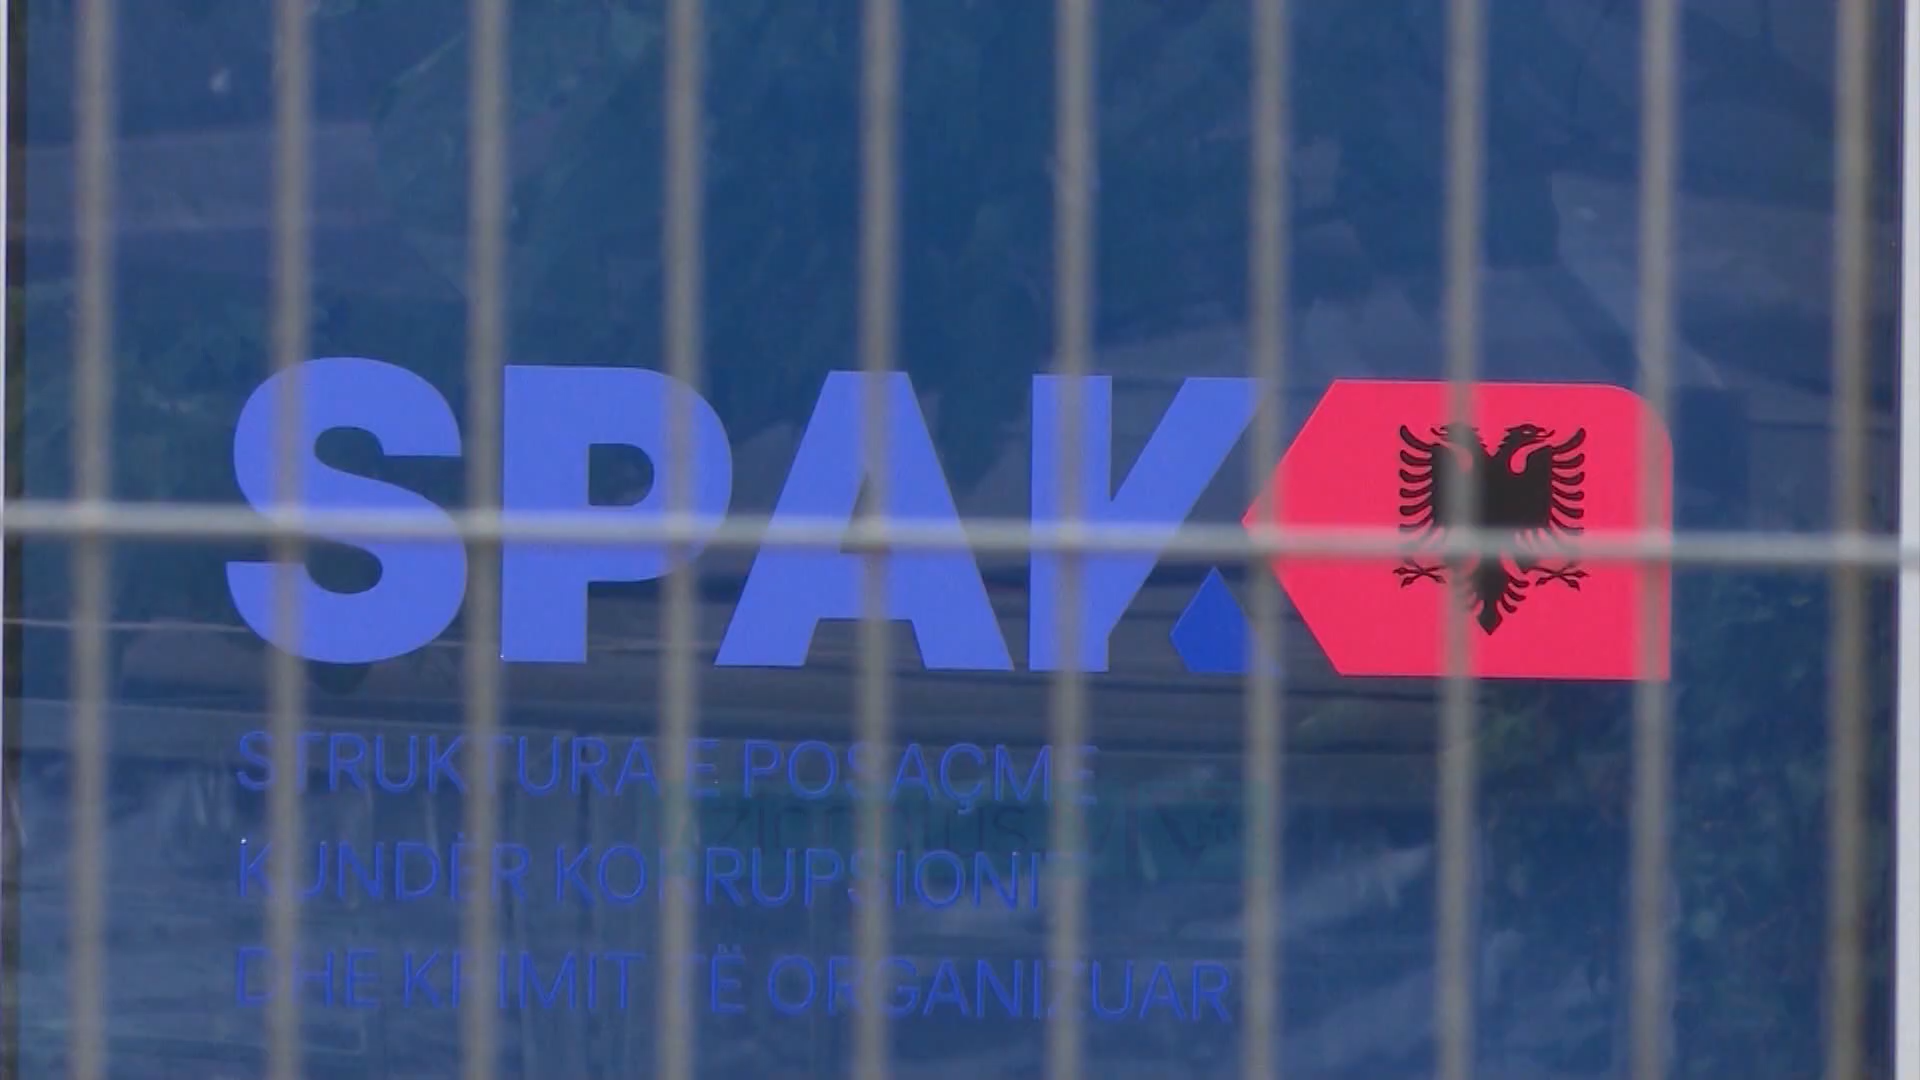 SPAK
STRUKTURA E POSAÇME
KUNDËR KORRUPSIONIT
DHE KRIMIT TË ORGANIZUAR